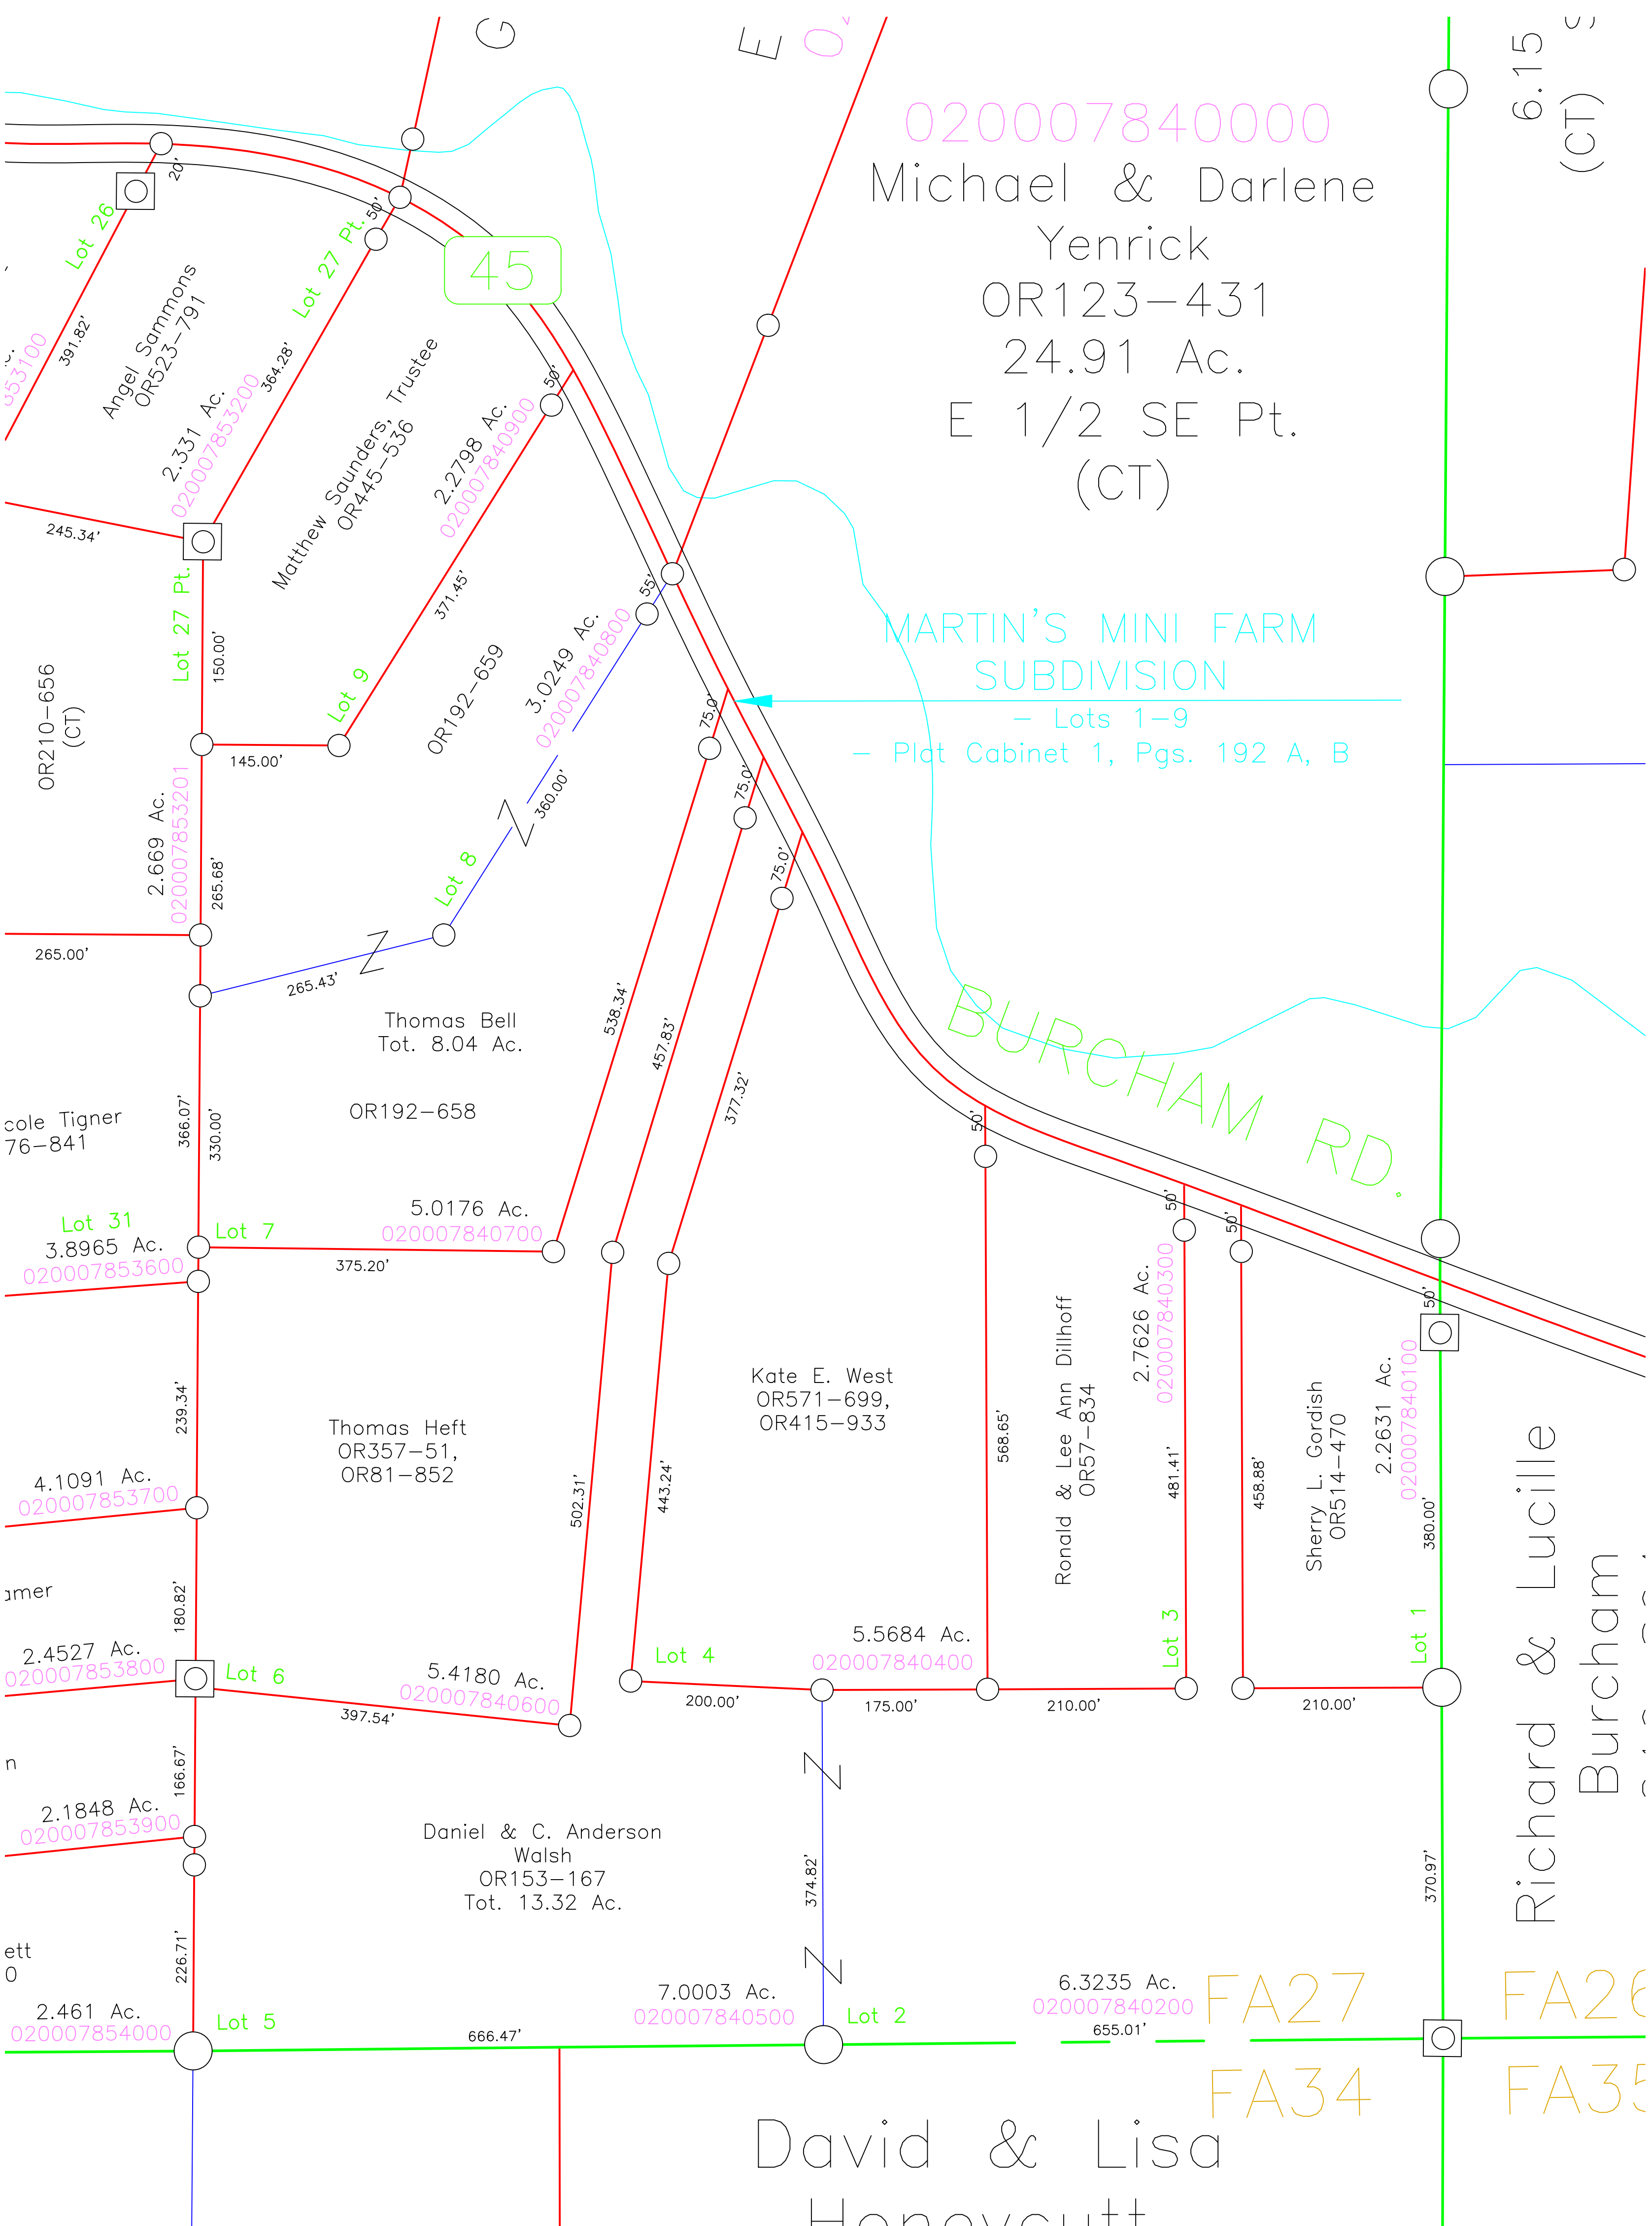 G
E
6.15
(CT)
020007840000
Michael & Darlene
Yenrick
OR123-431
24.91 Ac.
E 1/2 SE Pt.
(CT)
20'
Lot 26
391.82'
Angel Sammons
OR523-791
2.331 Ac.
020007853200
50'
Lot 27 Pt.
364.28'
45
Matthew Saunders, Trustee
OR445-536
2.2798 Ac.
020007840900
50'
371.45'
Lot 9
245.34'
Lot 27 Pt.
150.00'
145.00'
OR210-656
(CT)
2.669 Ac.
020007853201
265.68'
265.00'
OR192-659
3.0249 Ac.
020007840800
55'
360.00'
Z
Lot 8
Z
265.43'
MARTIN'S MINI FARM
SUBDIVISION
- Lots 1-9
- Plat Cabinet 1, Pgs. 192 A, B
75.0'
75.0'
75.0'
538.34'
457.83'
377.32'
Thomas Bell
Tot. 8.04 Ac.
OR192-658
366.07'
330.00'
cole Tigner
76-841
Lot 31
3.8965 Ac.
020007853600
Lot 7
5.0176 Ac.
020007840700
375.20'
BURCHAM RD.
50'
50'
50'
50'
239.34'
4.1091 Ac.
020007853700
Thomas Heft
OR357-51,
OR81-852
502.31'
443.24'
Kate E. West
OR571-699,
OR415-933
568.65'
Ronald & Lee Ann Dillhoff
OR57-834
2.7626 Ac.
020007840300
481.41'
Lot 3
458.88'
Sherry L. Gordish
OR514-470
2.2631 Ac.
020007840100
380.00'
Lot 1
Richard & Lucille
Burcham
amer
180.82'
2.4527 Ac.
020007853800
Lot 6
5.4180 Ac.
020007840600
397.54'
Lot 4
200.00'
5.5684 Ac.
020007840400
175.00'
210.00'
210.00'
n
166.67'
2.1848 Ac.
020007853900
Daniel & C. Anderson
Walsh
OR153-167
Tot. 13.32 Ac.
Z
374.82'
Z
370.97'
ett
0
226.71'
2.461 Ac.
020007854000
Lot 5
666.47'
7.0003 Ac.
020007840500
Lot 2
6.3235 Ac.
020007840200
655.01'
FA27
FA26
FA34
FA35
David & Lisa
Honeycutt